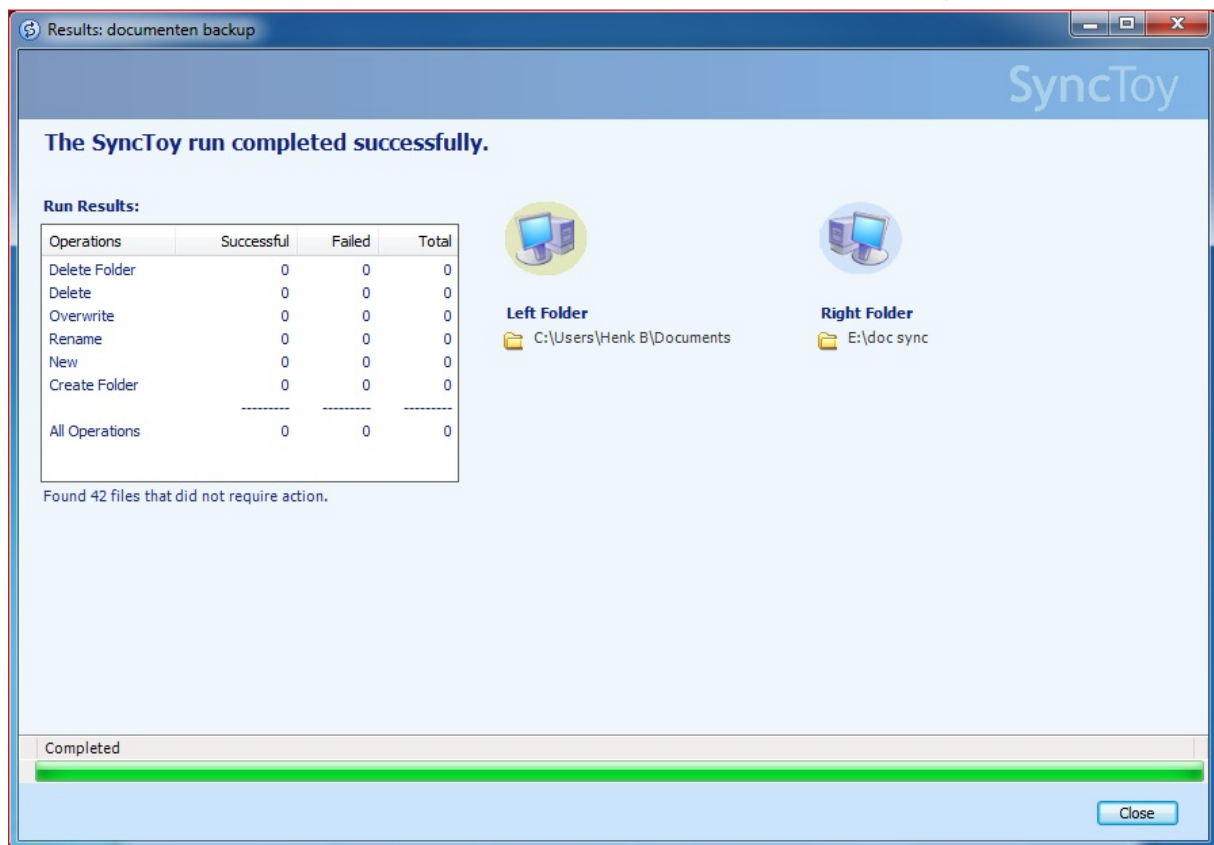 Results: documenten backup
SyncToy
The SyncToy run completed successfully.
Run Results:
Operations Successful Failed Total
Delete Folder 0 0 0
Delete 0 0 0
Overwrite 0 0 0
Rename 0 0 0
New 0 0 0
Create Folder 0 0 0
--------- --------- ---------
All Operations 0 0 0
Found 42 files that did not require action.
Left Folder
C:\Users\Henk B\Documents
Right Folder
E:\doc sync
Completed
Close